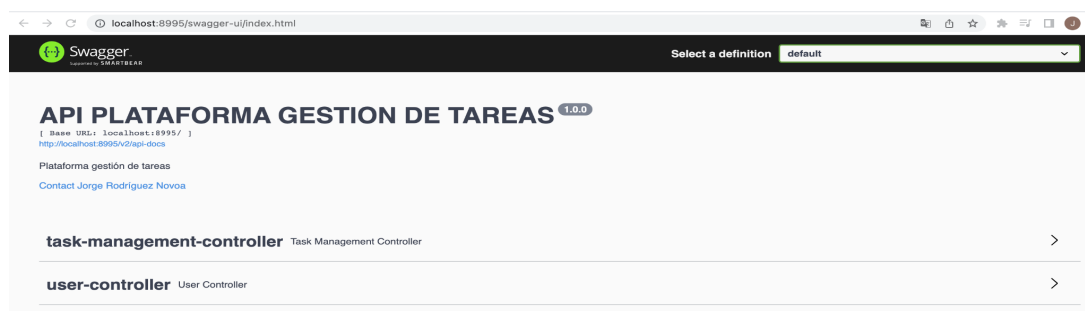 localhost:8995/swagger-ui/index.html
J
{...} Swagger
Supported by SMARTBEAR
Select a definition default
API PLATAFORMA GESTION DE TAREAS 1.0.0
[ Base URL: localhost:8995/ ]
http://localhost:8995/v2/api-docs
Plataforma gestión de tareas
Contact Jorge Rodríguez Novoa
task-management-controller Task Management Controller
user-controller User Controller